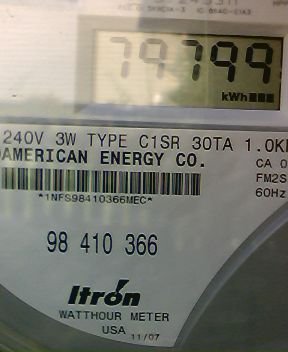 79799
kWh
240V 3W TYPE C1SR 30TA 1.0K
AMERICAN ENERGY CO.
CA 0
*1NFS98410366MEC*
FM2S
60Hz
98 410 366
Itrón
WATTHOUR METER
USA 11/07